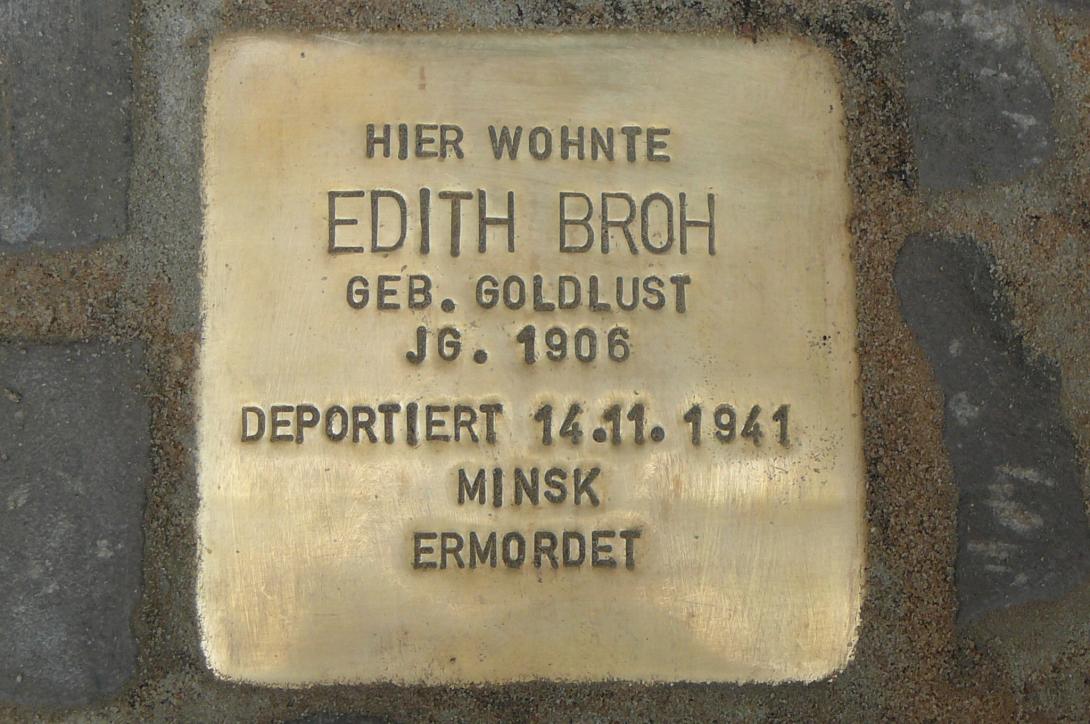 HIER WOHNTE
EDITH BROH
GEB. GOLDLUST
JG. 1906
DEPORTIERT 14.11.1941
MINSK
ERMORDET